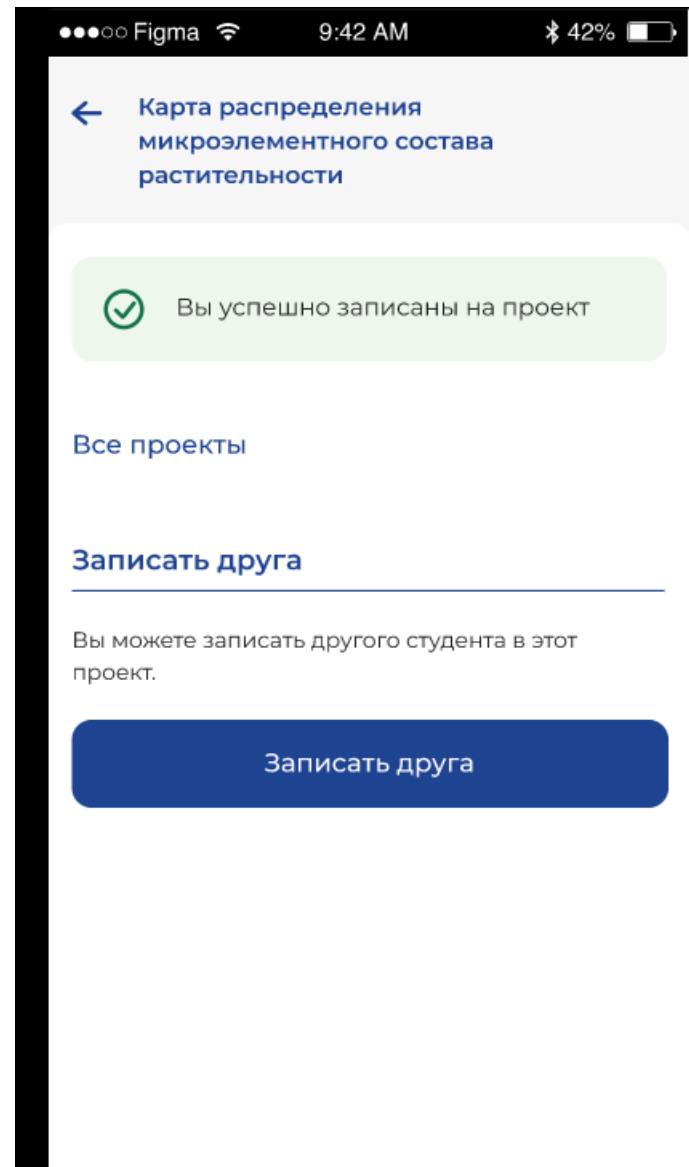 Figma 9:42 AM 42%
Карта распределения
микроэлементного состава
растительности
Вы успешно записаны на проект
Все проекты
Записать друга
Вы можете записать другого студента в этот
проект.
Записать друга